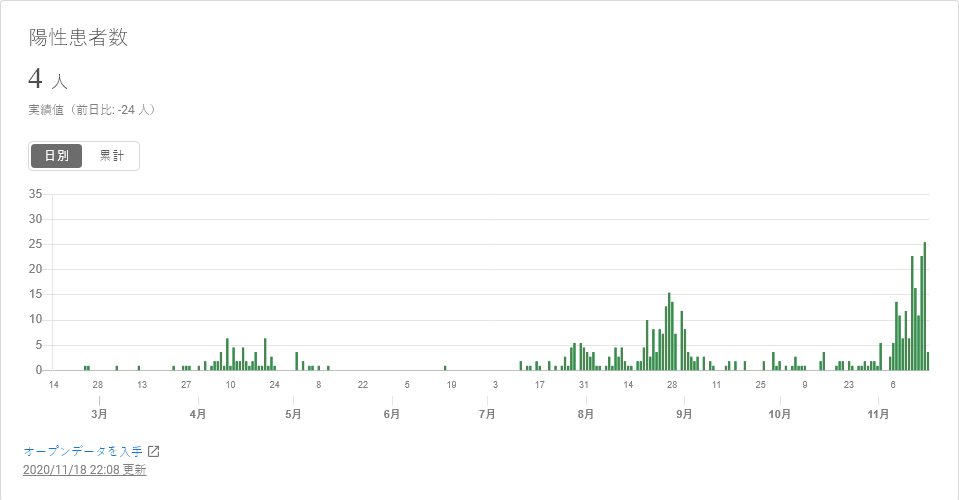 陽性患者数
4 人
実績値（前日比: -24 人）
日別 累計
35
30
25
20
15
10
5
0
14 28 13 27 10 24 8 22 5 19 3 17 31 14 28 11 25 9 23 6
3月 4月 5月 6月 7月 8月 9月 10月 11月
オープンデータを入手
2020/11/18 22:08 更新